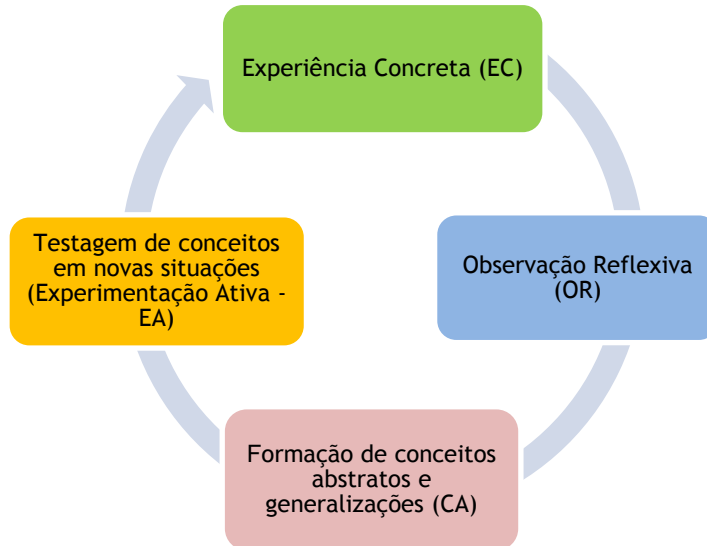 Experiência Concreta (EC)
Observação Reflexiva
(OR)
Formação de conceitos
abstratos e
generalizações (CA)
Testagem de conceitos
em novas situações
(Experimentação Ativa -
EA)